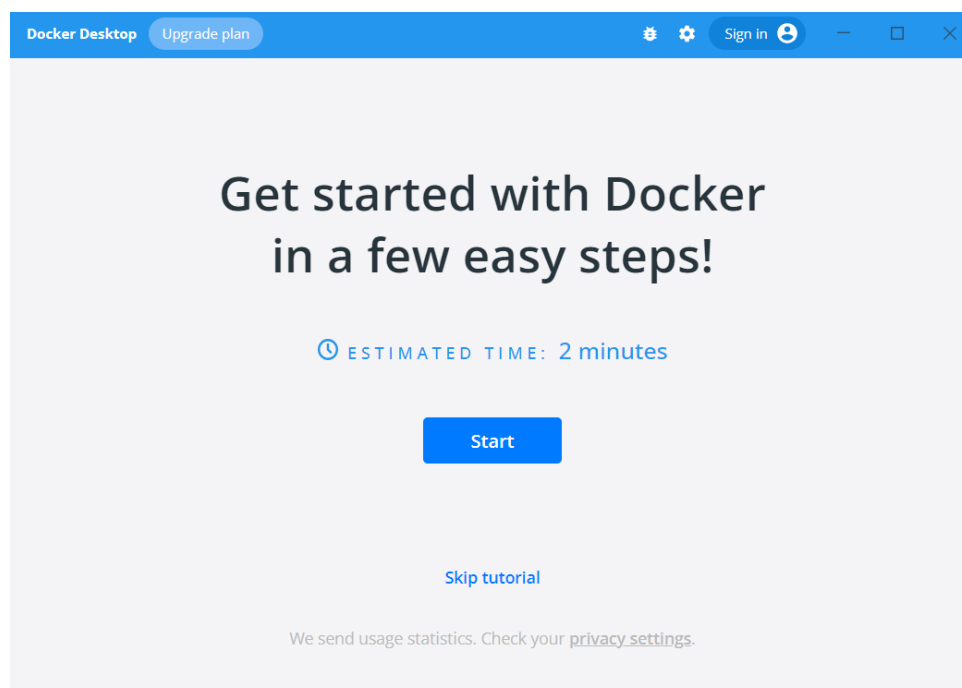 Docker Desktop Upgrade plan Sign in
Get started with Docker
in a few easy steps!
ESTIMATED TIME: 2 minutes
Start
Skip tutorial
We send usage statistics. Check your privacy settings.